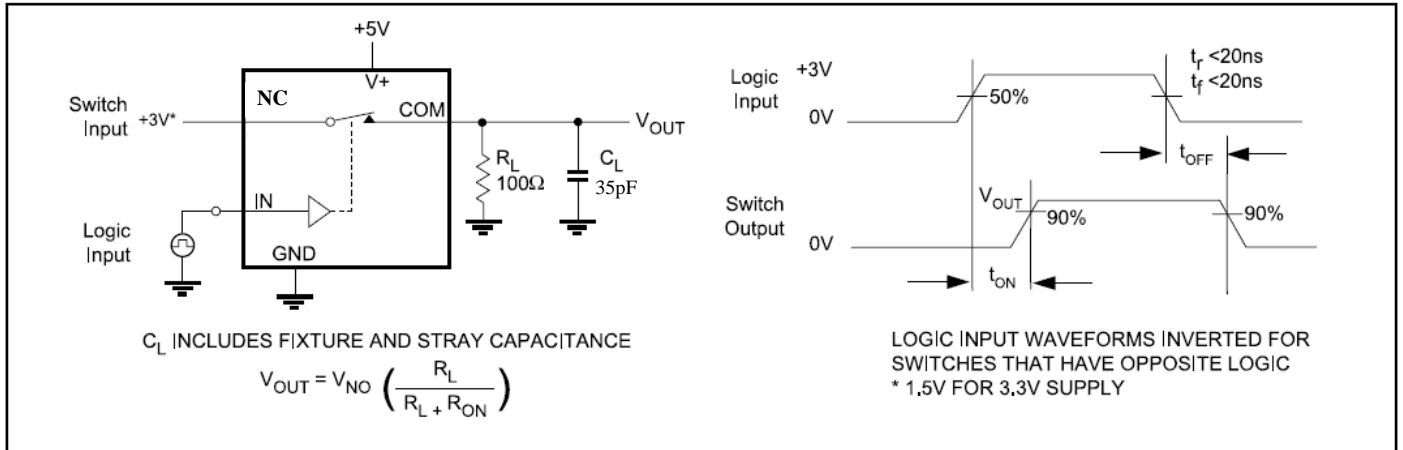 +5V
V+
NC
COM
Switch
Input
+3V*
V_OUT
R_L
100Ω
C_L
35pF
IN
Logic
Input
GND
C_L INCLUDES FIXTURE AND STRAY CAPACITANCE
V_OUT = V_NO ( R_L / R_L + R_ON )
Logic
Input
+3V
0V
50%
t_r <20ns
t_f <20ns
t_OFF
Switch
Output
V_OUT
0V
90%
90%
t_ON
LOGIC INPUT WAVEFORMS INVERTED FOR
SWITCHES THAT HAVE OPPOSITE LOGIC
* 1.5V FOR 3.3V SUPPLY